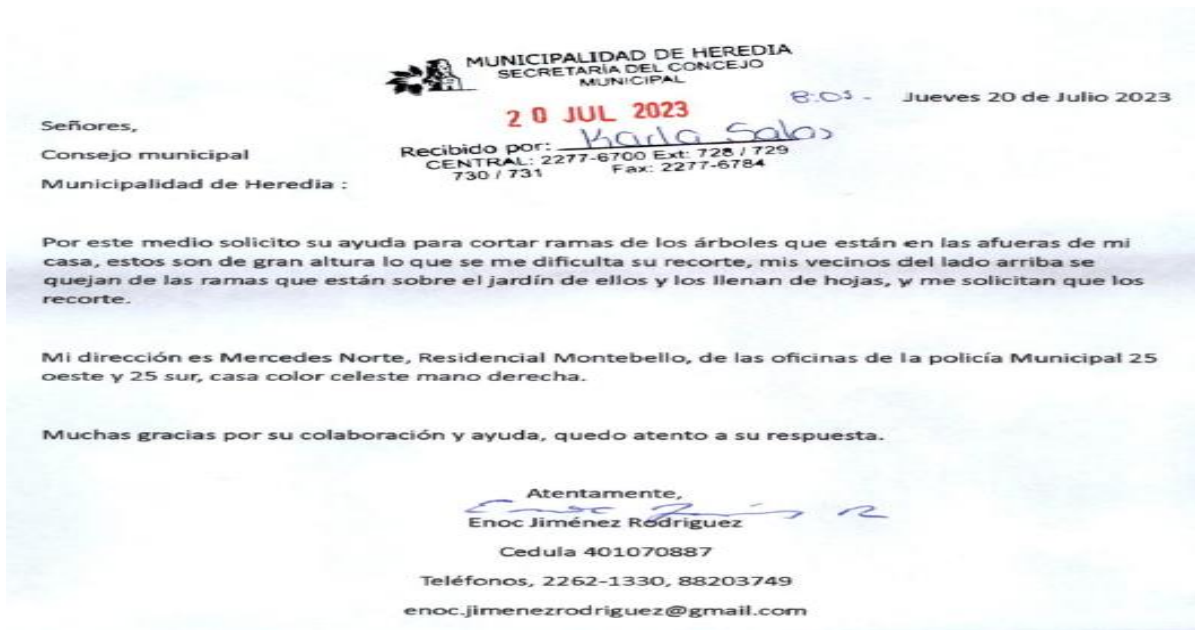 MUNICIPALIDAD DE HEREDIA
SECRETARÍA DEL CONCEJO
MUNICIPAL
20 JUL 2023
8:05 - Jueves 20 de Julio 2023
Señores,
Recibido por: Karla Salas
Consejo municipal
CENTRAL: 2277-6700 Ext: 728 / 729
730 / 731 Fax: 2277-6784
Municipalidad de Heredia :
Por este medio solicito su ayuda para cortar ramas de los árboles que están en las afueras de mi
casa, estos son de gran altura lo que se me dificulta su recorte, mis vecinos del lado arriba se
quejan de las ramas que están sobre el jardín de ellos y los llenan de hojas, y me solicitan que los
recorte.
Mi dirección es Mercedes Norte, Residencial Montebello, de las oficinas de la policía Municipal 25
oeste y 25 sur, casa color celeste mano derecha.
Muchas gracias por su colaboración y ayuda, quedo atento a su respuesta.
Atentamente,
Enoc Jiménez Rodriguez
Cedula 401070887
Teléfonos, 2262-1330, 88203749
enoc.jimenezrodriguez@gmail.com